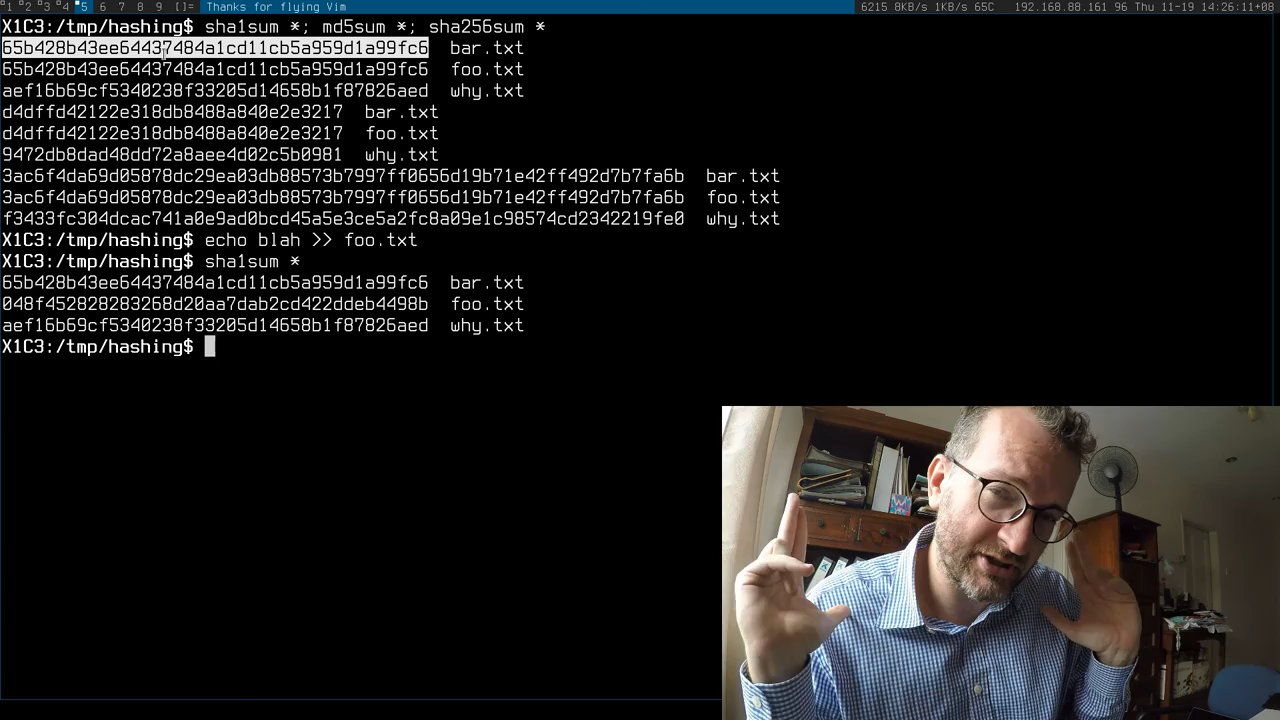 1 2 3 4 5 6 7 8 9 []= Thanks for flying Vim 6215 8KB/s 1KB/s 65C 192.168.88.161 96 Thu 11-19 14:26:11+08
X1C3:/tmp/hashing$ sha1sum *; md5sum *; sha256sum *
65b428b43ee64437484a1cd11cb5a959d1a99fc6 bar.txt
65b428b43ee64437484a1cd11cb5a959d1a99fc6 foo.txt
aef16b69cf5340238f33205d14658b1f87826aed why.txt
d4dffd42122e318db8488a840e2e3217 bar.txt
d4dffd42122e318db8488a840e2e3217 foo.txt
9472db8dad48dd72a8aee4d02c5b0981 why.txt
3ac6f4da69d05878dc29ea03db88573b7997ff0656d19b71e42ff492d7b7fa6b bar.txt
3ac6f4da69d05878dc29ea03db88573b7997ff0656d19b71e42ff492d7b7fa6b foo.txt
f3433fc304dcac741a0e9ad0bcd45a5e3ce5a2fc8a09e1c98574cd2342219fe0 why.txt
X1C3:/tmp/hashing$ echo blah >> foo.txt
X1C3:/tmp/hashing$ sha1sum *
65b428b43ee64437484a1cd11cb5a959d1a99fc6 bar.txt
048f452828283268d20aa7dab2cd422ddeb4498b foo.txt
aef16b69cf5340238f33205d14658b1f87826aed why.txt
X1C3:/tmp/hashing$